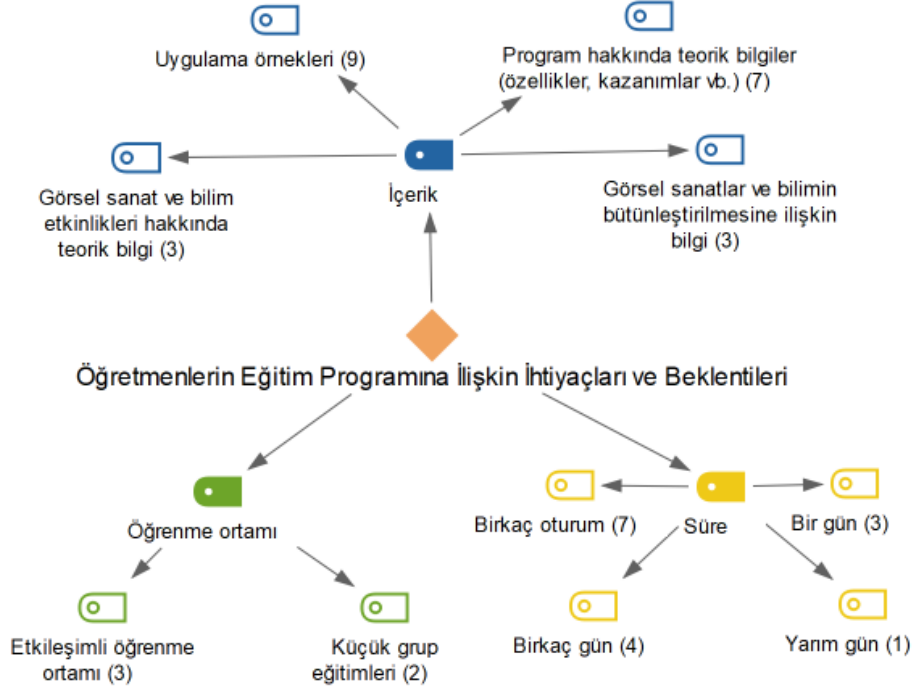 Uygulama örnekleri (9)
Program hakkında teorik bilgiler
(özellikler, kazanımlar vb.) (7)
İçerik
Görsel sanat ve bilim
etkinlikleri hakkında
teorik bilgi (3)
Görsel sanatlar ve bilimin
bütünleştirilmesine ilişkin
bilgi (3)
Öğretmenlerin Eğitim Programına İlişkin İhtiyaçları ve Beklentileri
Öğrenme ortamı
Birkaç oturum (7)
Süre
Bir gün (3)
Etkileşimli öğrenme
ortamı (3)
Küçük grup
eğitimleri (2)
Birkaç gün (4)
Yarım gün (1)